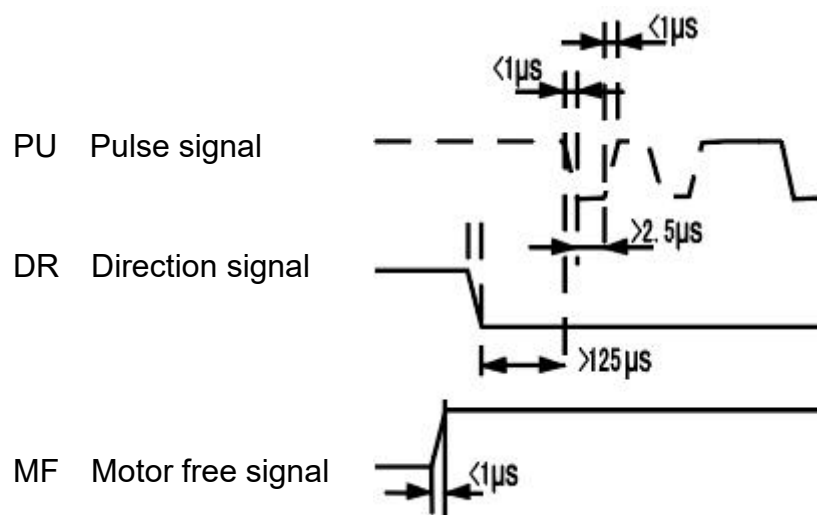 <1μs
<1μs
PU Pulse signal
>2.5μs
DR Direction signal
>125μs
MF Motor free signal
<1μs